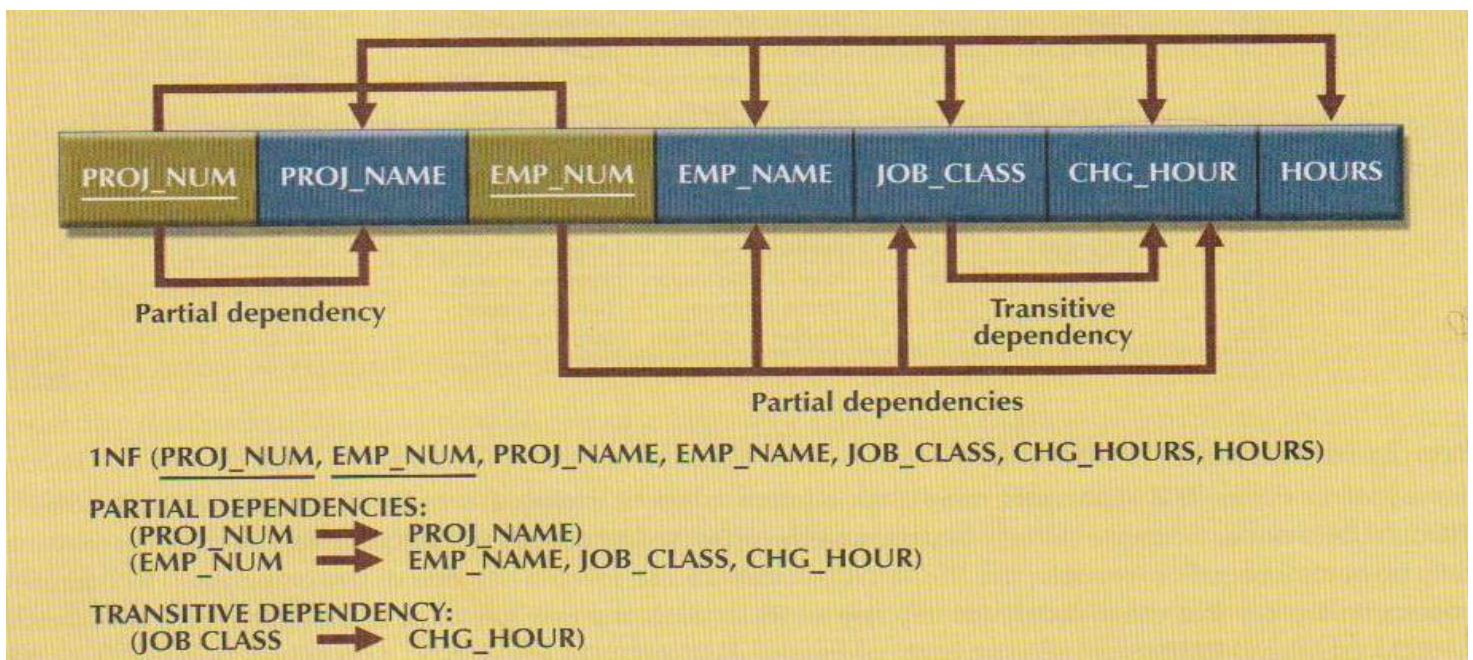 PROJ_NUM PROJ_NAME EMP_NUM EMP_NAME JOB_CLASS CHG_HOUR HOURS
Partial dependency
Transitive
dependency
Partial dependencies
1NF (PROJ_NUM, EMP_NUM, PROJ_NAME, EMP_NAME, JOB_CLASS, CHG_HOURS, HOURS)
PARTIAL DEPENDENCIES:
(PROJ_NUM PROJ_NAME)
(EMP_NUM EMP_NAME, JOB_CLASS, CHG_HOUR)
TRANSITIVE DEPENDENCY:
(JOB CLASS CHG_HOUR)